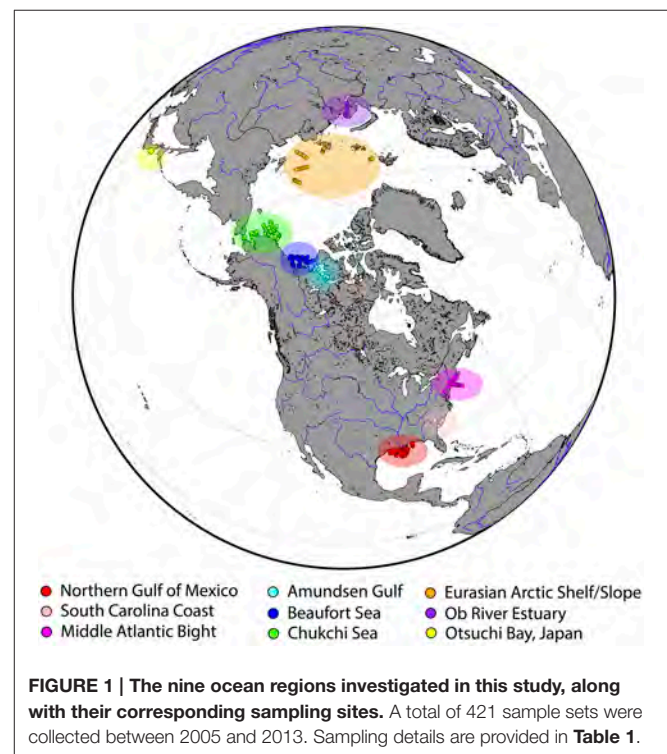 Northern Gulf of Mexico
South Carolina Coast
Middle Atlantic Bight
Amundsen Gulf
Beaufort Sea
Chukchi Sea
Eurasian Arctic Shelf/Slope
Ob River Estuary
Otsuchi Bay, Japan
FIGURE 1 | The nine ocean regions investigated in this study, along
with their corresponding sampling sites. A total of 421 sample sets were
collected between 2005 and 2013. Sampling details are provided in Table 1.